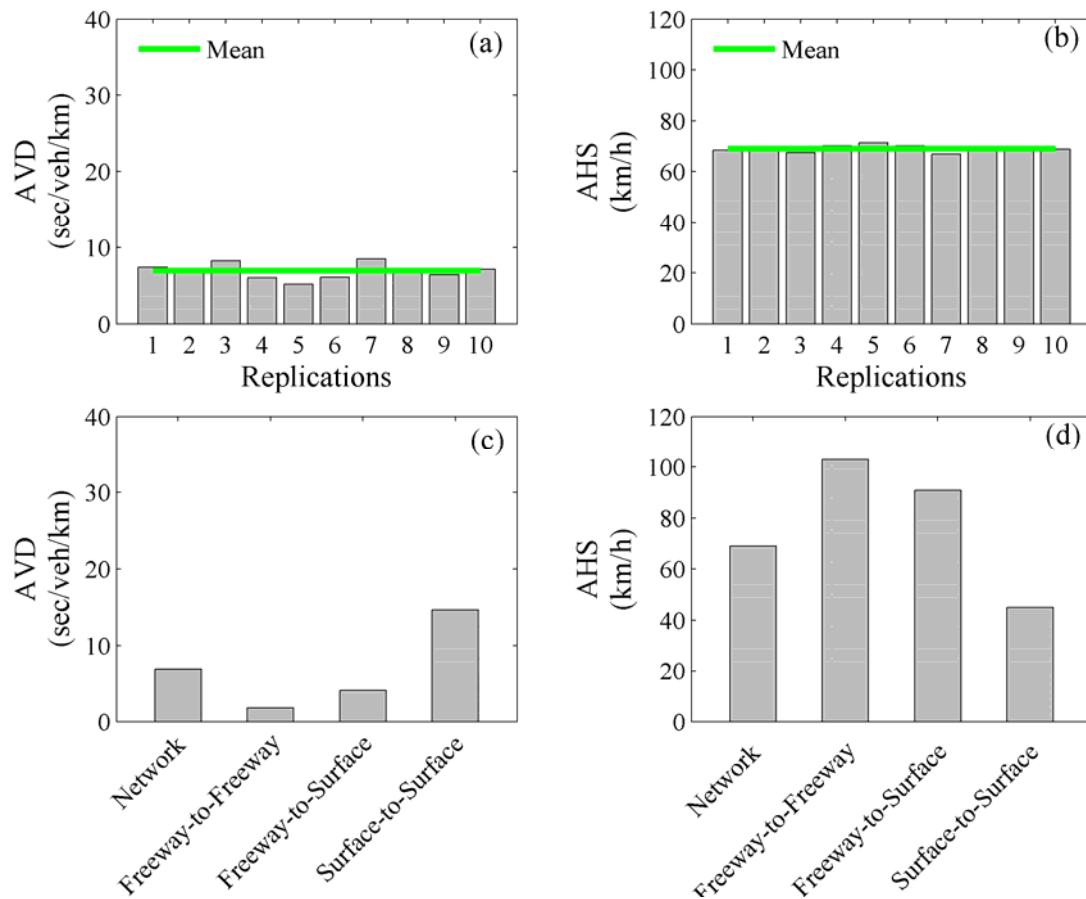 (a)
Mean
AVD
(sec/veh/km)
40
30
20
10
0
1 2 3 4 5 6 7 8 9 10
Replications
(b)
Mean
AHS
(km/h)
120
100
80
60
40
20
0
1 2 3 4 5 6 7 8 9 10
Replications
(c)
AVD
(sec/veh/km)
40
30
20
10
0
Network
Freeway-to-Freeway
Freeway-to-Surface
Surface-to-Surface
(d)
AHS
(km/h)
120
100
80
60
40
20
0
Network
Freeway-to-Freeway
Freeway-to-Surface
Surface-to-Surface